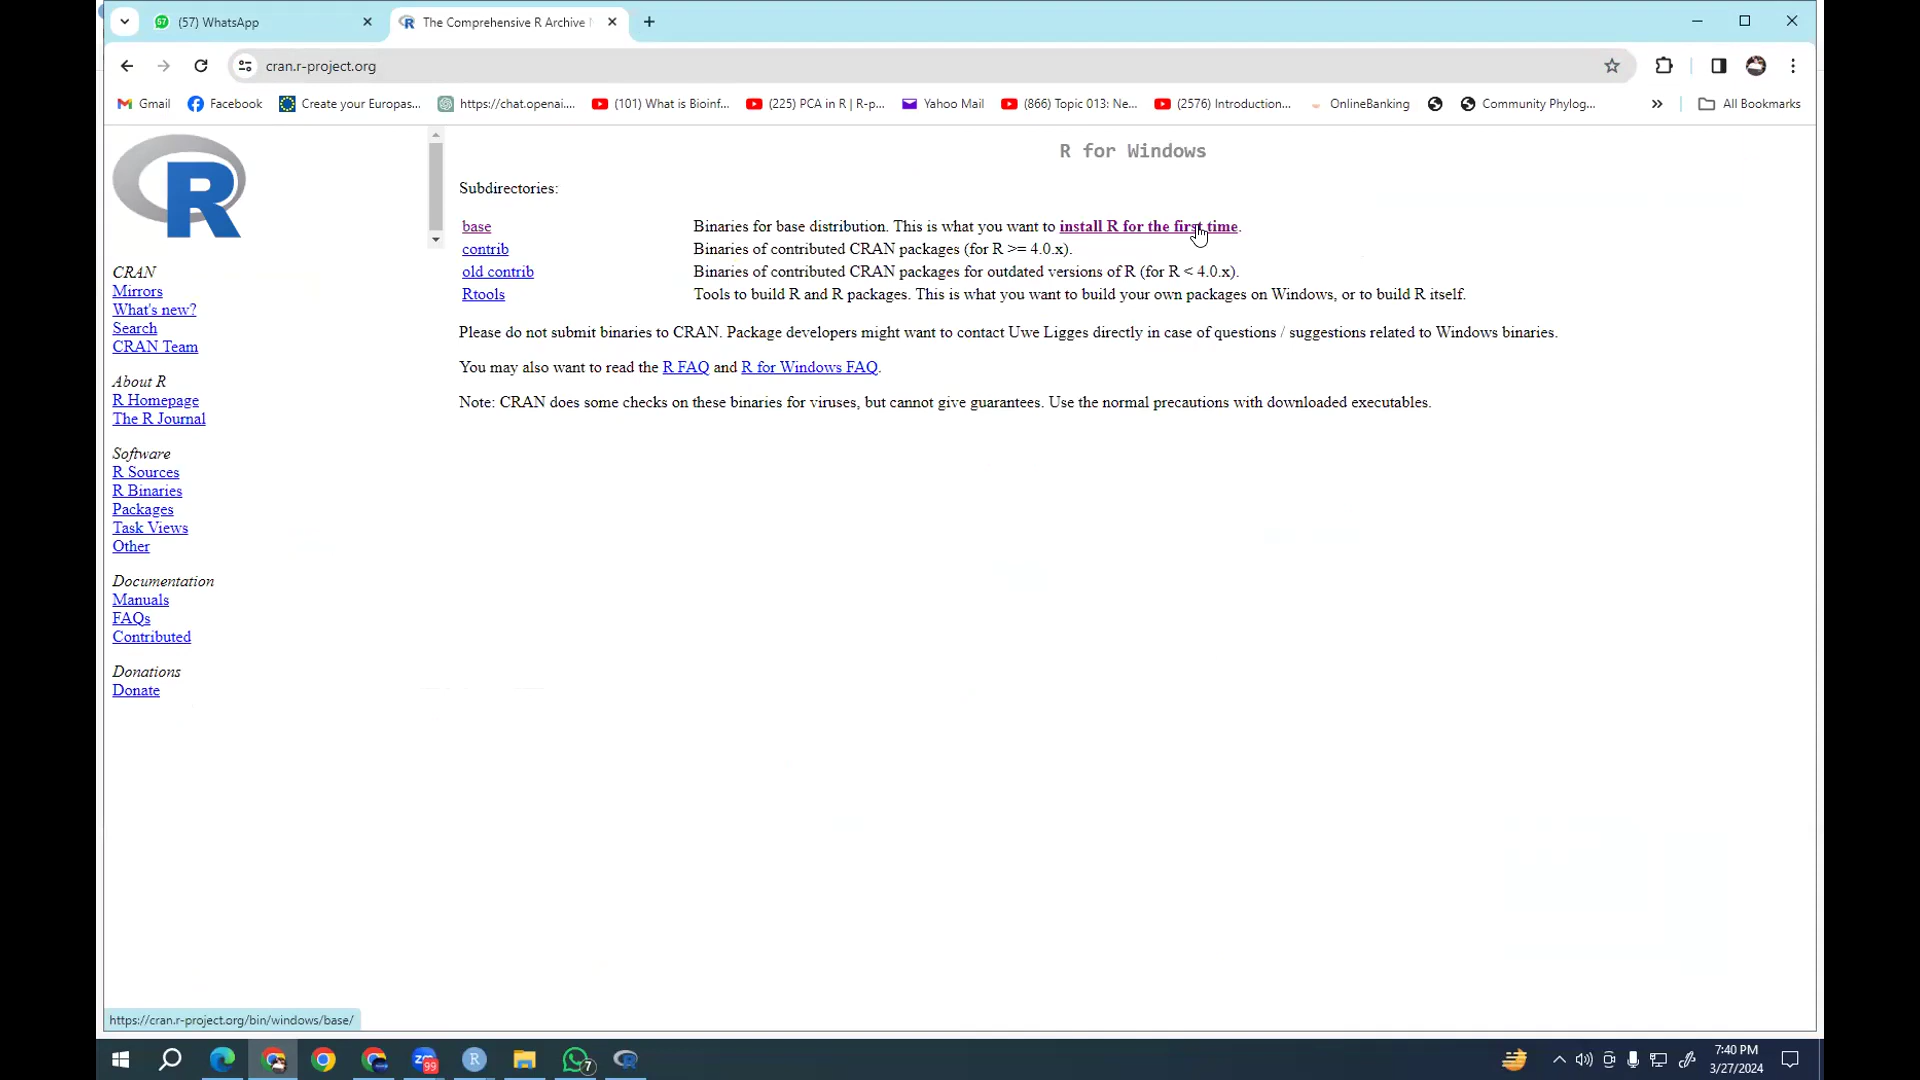 (57) WhatsApp
The Comprehensive R Archive
cran.r-project.org
Gmail
Facebook
Create your Europas...
https://chat.openai....
(101) What is Bioinf...
(225) PCA in R | R-p...
Yahoo Mail
(866) Topic 013: Ne...
(2576) Introduction...
OnlineBanking
Community Phylog...
All Bookmarks
R
CRAN
Mirrors
What's new?
Search
CRAN Team
About R
R Homepage
The R Journal
Software
R Sources
R Binaries
Packages
Task Views
Other
Documentation
Manuals
FAQs
Contributed
Donations
Donate
R for Windows
Subdirectories:
base Binaries for base distribution. This is what you want to install R for the first time.
contrib Binaries of contributed CRAN packages (for R >= 4.0.x).
old contrib Binaries of contributed CRAN packages for outdated versions of R (for R < 4.0.x).
Rtools Tools to build R and R packages. This is what you want to build your own packages on Windows, or to build R itself.
Please do not submit binaries to CRAN. Package developers might want to contact Uwe Ligges directly in case of questions / suggestions related to Windows binaries.
You may also want to read the R FAQ and R for Windows FAQ.
Note: CRAN does some checks on these binaries for viruses, but cannot give guarantees. Use the normal precautions with downloaded executables.
https://cran.r-project.org/bin/windows/base/
99
R
7
7:40 PM
3/27/2024